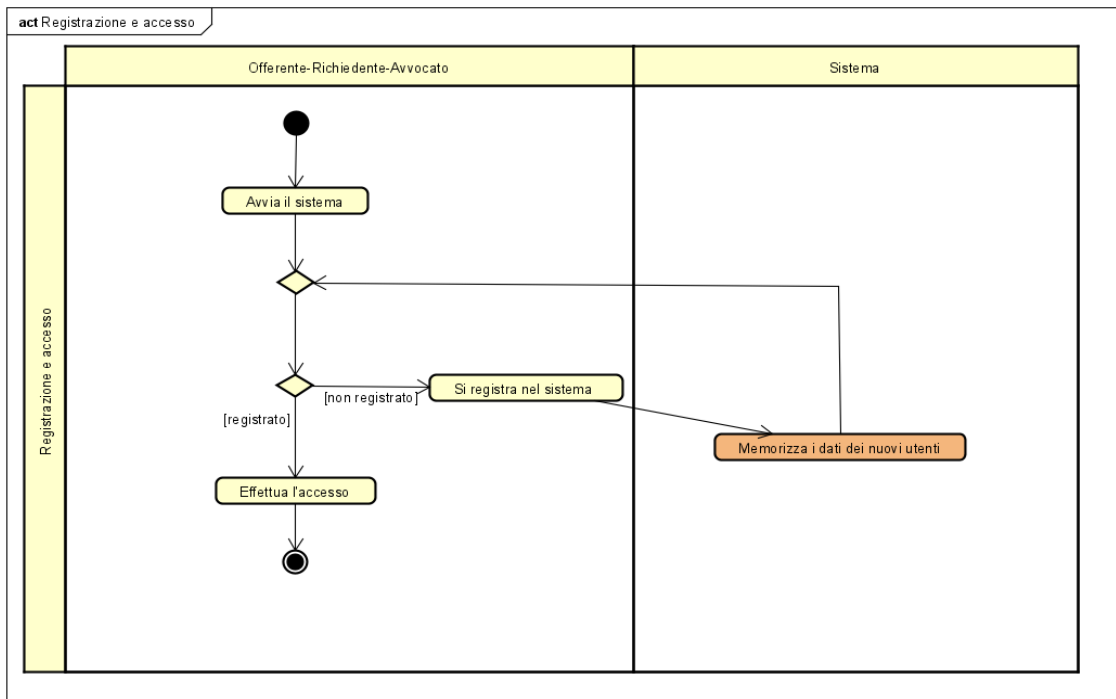 act Registrazione e accesso
Offerente-Richiedente-Avvocato
Sistema
Registrazione e accesso
Avvia il sistema
[non registrato]
Si registra nel sistema
[registrato]
Memorizza i dati dei nuovi utenti
Effettua l'accesso